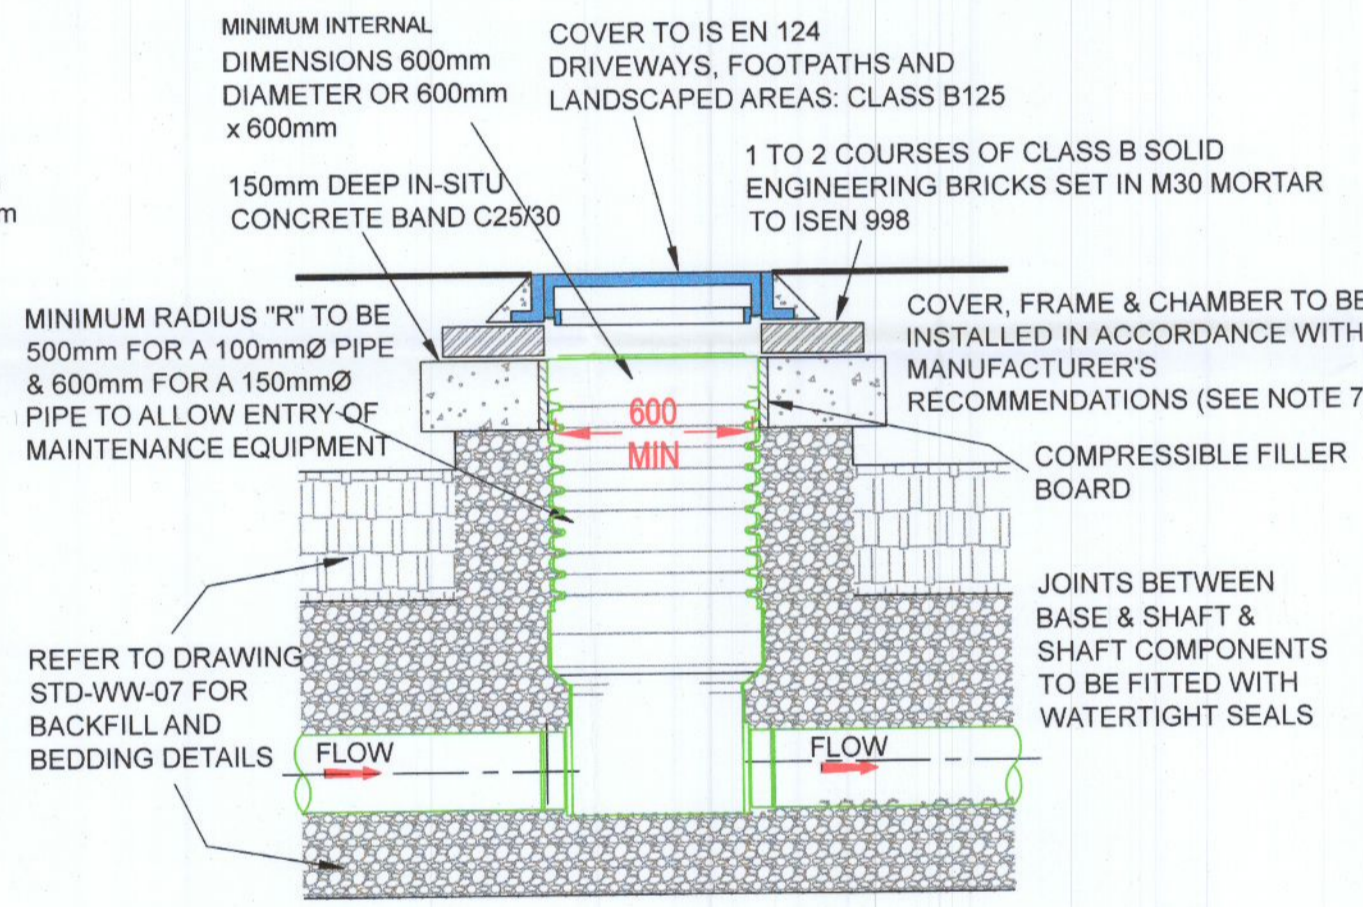 MINIMUM INTERNAL
DIMENSIONS 600mm
DIAMETER OR 600mm
x 600mm
COVER TO IS EN 124
DRIVEWAYS, FOOTPATHS AND
LANDSCAPED AREAS: CLASS B125
150mm DEEP IN-SITU
CONCRETE BAND C25/30
1 TO 2 COURSES OF CLASS B SOLID
ENGINEERING BRICKS SET IN M30 MORTAR
TO ISEN 998
m
MINIMUM RADIUS "R" TO BE
500mm FOR A 100mmØ PIPE
& 600mm FOR A 150mmØ
PIPE TO ALLOW ENTRY OF
MAINTENANCE EQUIPMENT
COVER, FRAME & CHAMBER TO BE
INSTALLED IN ACCORDANCE WITH
MANUFACTURER'S
RECOMMENDATIONS (SEE NOTE 7
600
MIN
COMPRESSIBLE FILLER
BOARD
JOINTS BETWEEN
BASE & SHAFT &
SHAFT COMPONENTS
TO BE FITTED WITH
WATERTIGHT SEALS
REFER TO DRAWING
STD-WW-07 FOR
BACKFILL AND
BEDDING DETAILS
FLOW
FLOW